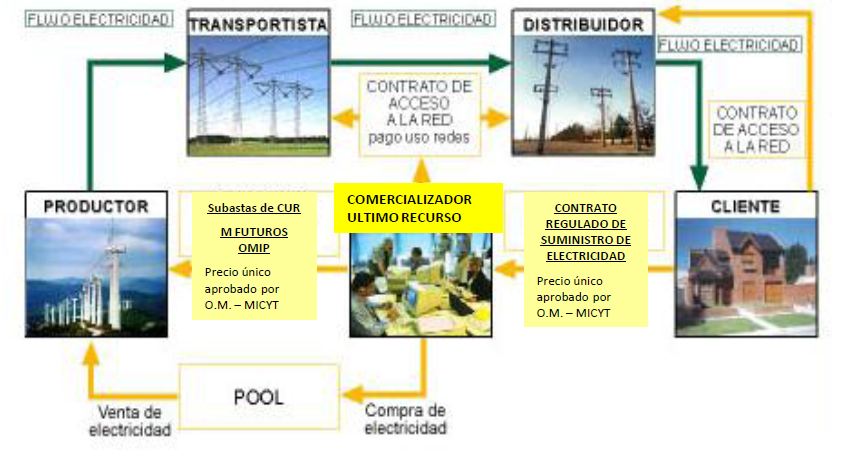 FLUJO ELECTRICIDAD
TRANSPORTISTA
FLUJO ELECTRICIDAD
DISTRIBUIDOR
FLUJO ELECTRICIDAD
CONTRATO DE
ACCESO
A LA RED
pago uso redes
CONTRATO
DE ACCESO
A LA RED
PRODUCTOR
Subastas de CUR
M FUTUROS
OMIP
Precio único
aprobado por
O.M. – MICYT
COMERCIALIZADOR
ULTIMO RECURSO
CONTRATO
REGULADO DE
SUMINISTRO DE
ELECTRICIDAD
Precio único
aprobado por
O.M. – MICYT
CLIENTE
POOL
Venta de
electricidad
Compra de
electricidad